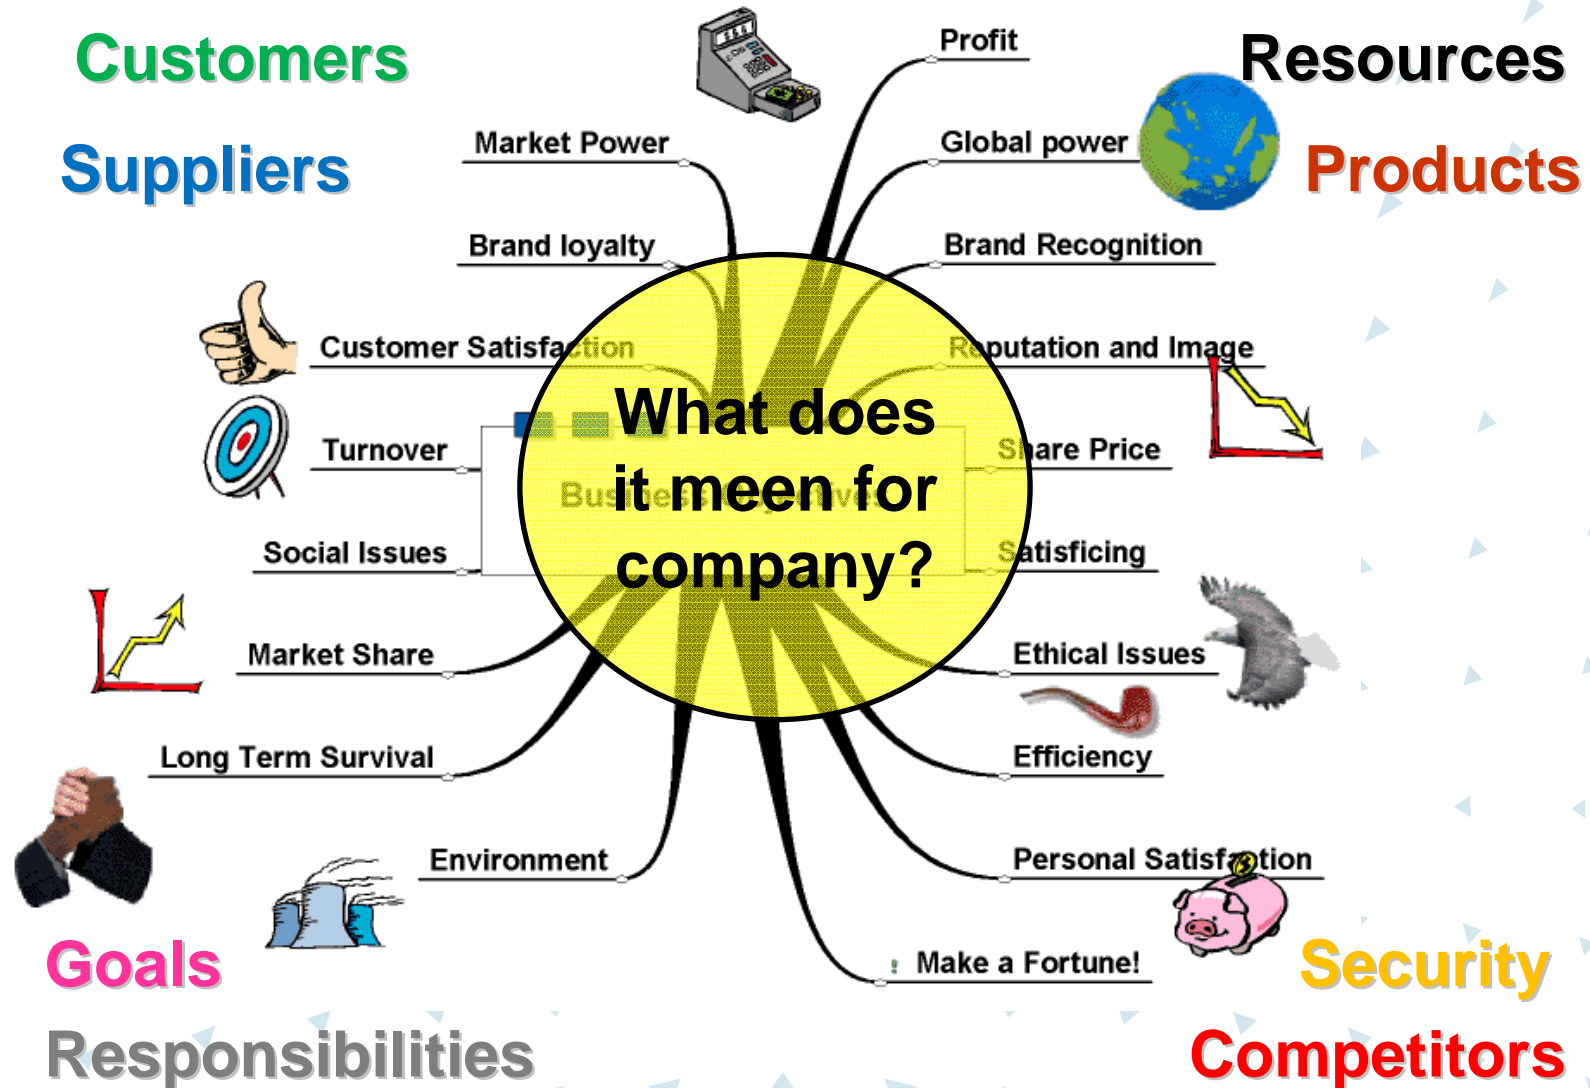 Customers
Suppliers
Resources
Products
Profit
Global power
Brand Recognition
Reputation and Image
Share Price
Satisficing
Ethical Issues
Efficiency
Personal Satisfaction
Make a Fortune!
Market Power
Brand loyalty
Customer Satisfaction
Turnover
Social Issues
Market Share
Long Term Survival
Environment
Business Objectives
What does
it meen for
company?
Goals
Responsibilities
Security
Competitors